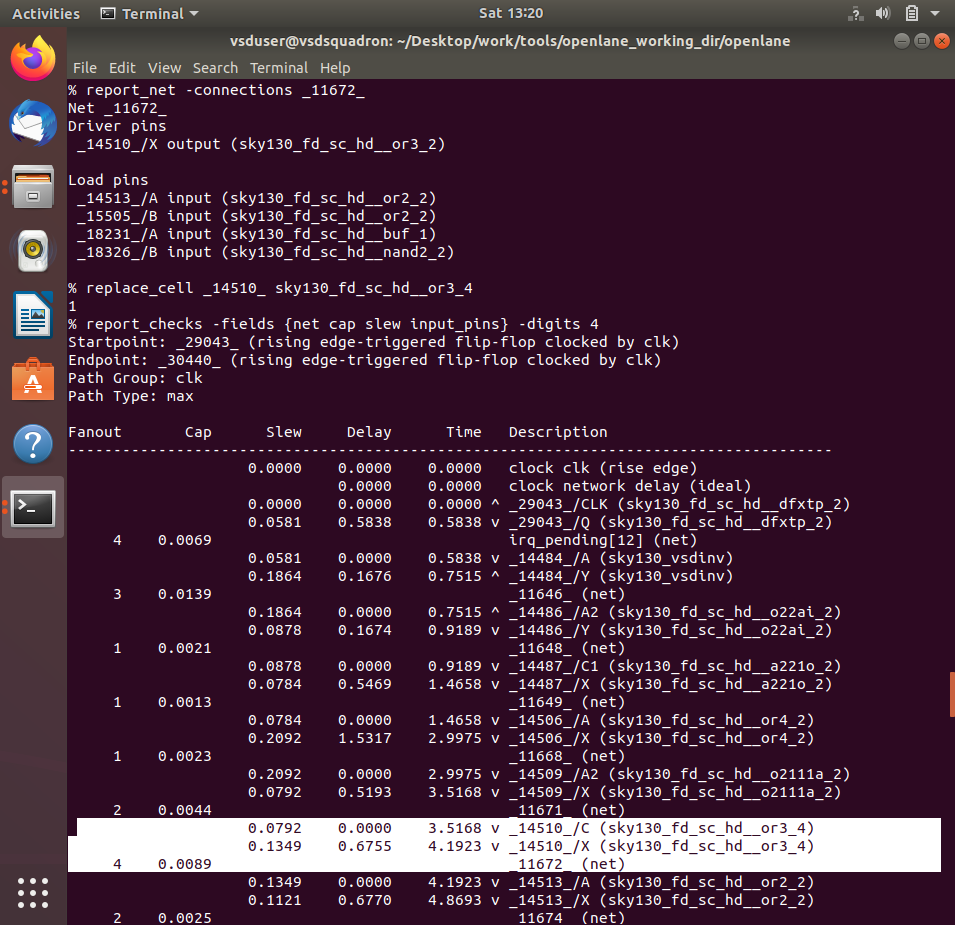 Activities Terminal Sat 13:20
vsduser@vsdsquadron: ~/Desktop/work/tools/openlane_working_dir/openlane
File Edit View Search Terminal Help
% report_net -connections _11672_
Net _11672_
Driver pins
 _14510_/X output (sky130_fd_sc_hd__or3_2)

Load pins
 _14513_/A input (sky130_fd_sc_hd__or2_2)
 _15505_/B input (sky130_fd_sc_hd__or2_2)
 _18231_/A input (sky130_fd_sc_hd__buf_1)
 _18326_/B input (sky130_fd_sc_hd__nand2_2)

% replace_cell _14510_ sky130_fd_sc_hd__or3_4
1
% report_checks -fields {net cap slew input_pins} -digits 4
Startpoint: _29043_ (rising edge-triggered flip-flop clocked by clk)
Endpoint: _30440_ (rising edge-triggered flip-flop clocked by clk)
Path Group: clk
Path Type: max

Fanout       Cap      Slew     Delay      Time   Description
-------------------------------------------------------------------------------------
                    0.0000    0.0000    0.0000   clock clk (rise edge)
                              0.0000    0.0000   clock network delay (ideal)
                    0.0000    0.0000    0.0000 ^ _29043_/CLK (sky130_fd_sc_hd__dfxtp_2)
                    0.0581    0.5838    0.5838 v _29043_/Q (sky130_fd_sc_hd__dfxtp_2)
     4    0.0069                                 irq_pending[12] (net)
                    0.0581    0.0000    0.5838 v _14484_/A (sky130_vsdinv)
                    0.1864    0.1676    0.7515 ^ _14484_/Y (sky130_vsdinv)
     3    0.0139                                 _11646_ (net)
                    0.1864    0.0000    0.7515 ^ _14486_/A2 (sky130_fd_sc_hd__o22ai_2)
                    0.0878    0.1674    0.9189 v _14486_/Y (sky130_fd_sc_hd__o22ai_2)
     1    0.0021                                 _11648_ (net)
                    0.0878    0.0000    0.9189 v _14487_/C1 (sky130_fd_sc_hd__a221o_2)
                    0.0784    0.5469    1.4658 v _14487_/X (sky130_fd_sc_hd__a221o_2)
     1    0.0013                                 _11649_ (net)
                    0.0784    0.0000    1.4658 v _14506_/A (sky130_fd_sc_hd__or4_2)
                    0.2092    1.5317    2.9975 v _14506_/X (sky130_fd_sc_hd__or4_2)
     1    0.0023                                 _11668_ (net)
                    0.2092    0.0000    2.9975 v _14509_/A2 (sky130_fd_sc_hd__o2111a_2)
                    0.0792    0.5193    3.5168 v _14509_/X (sky130_fd_sc_hd__o2111a_2)
     2    0.0044                                 _11671_ (net)
                    0.0792    0.0000    3.5168 v _14510_/C (sky130_fd_sc_hd__or3_4)
                    0.1349    0.6755    4.1923 v _14510_/X (sky130_fd_sc_hd__or3_4)
     4    0.0089                                 _11672_ (net)
                    0.1349    0.0000    4.1923 v _14513_/A (sky130_fd_sc_hd__or2_2)
                    0.1121    0.6770    4.8693 v _14513_/X (sky130_fd_sc_hd__or2_2)
     2    0.0025                                 _11674_ (net)